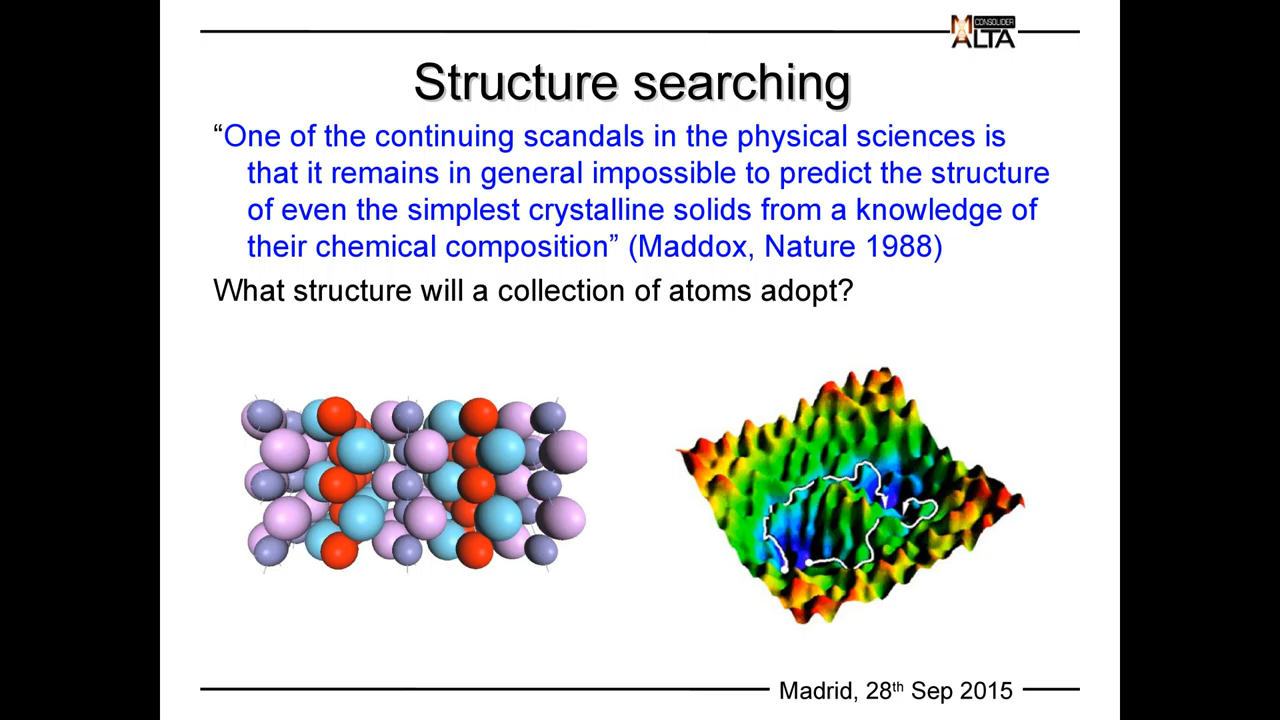 CONSOLIDER
MALTA
Structure searching
“One of the continuing scandals in the physical sciences is
that it remains in general impossible to predict the structure
of even the simplest crystalline solids from a knowledge of
their chemical composition” (Maddox, Nature 1988)
What structure will a collection of atoms adopt?
Madrid, 28th Sep 2015